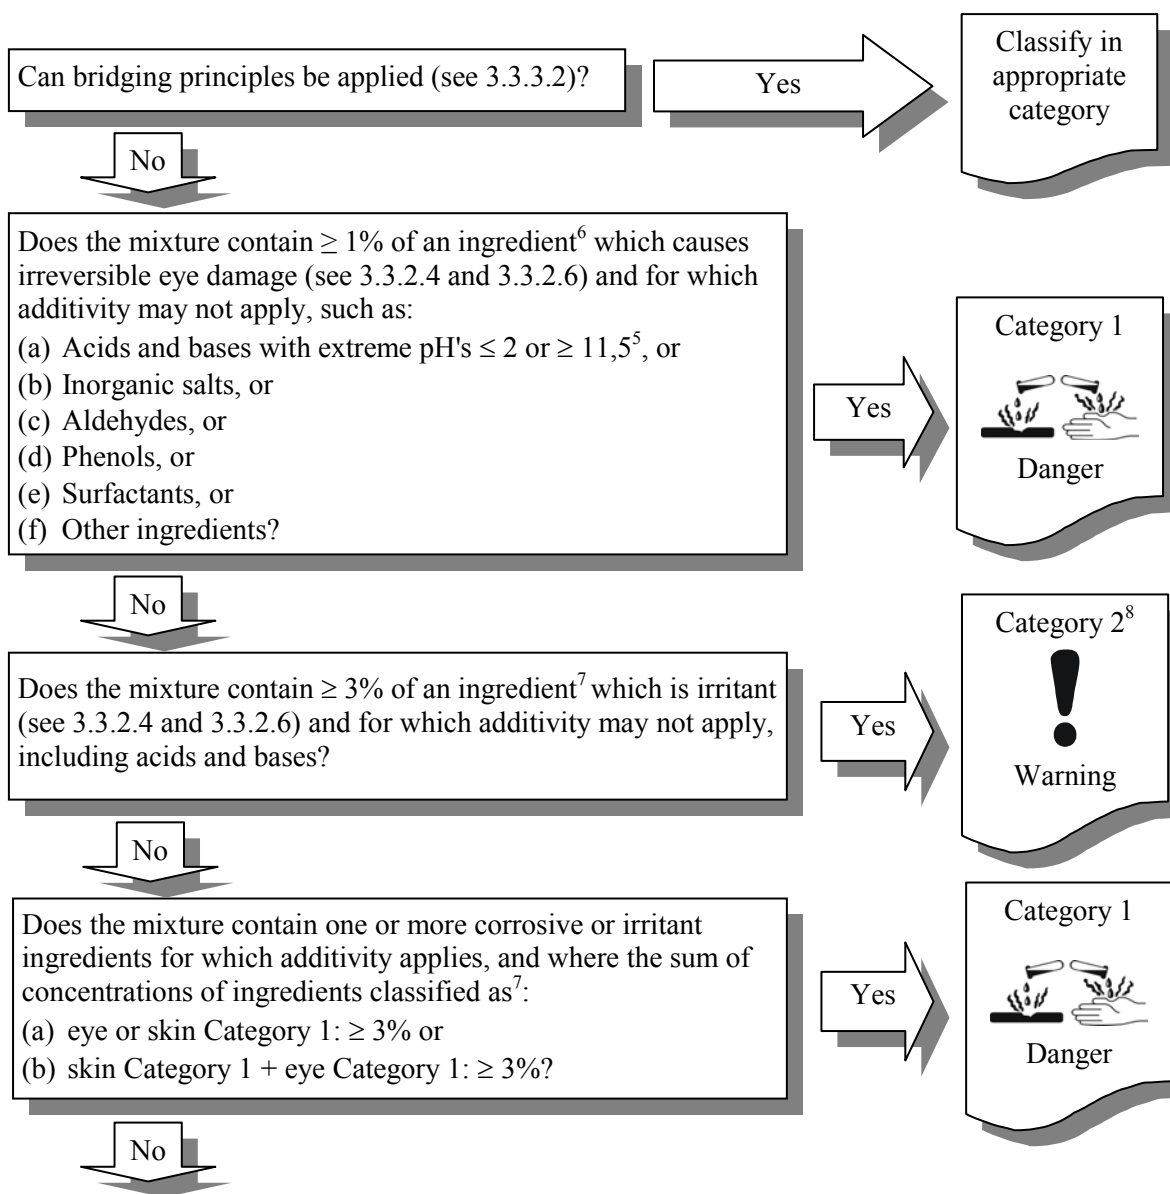 Can bridging principles be applied (see 3.3.3.2)?
Yes
Classify in
appropriate
category
No
Does the mixture contain ≥ 1% of an ingredient⁶ which causes
irreversible eye damage (see 3.3.2.4 and 3.3.2.6) and for which
additivity may not apply, such as:
(a) Acids and bases with extreme pH's ≤ 2 or ≥ 11,5⁵, or
(b) Inorganic salts, or
(c) Aldehydes, or
(d) Phenols, or
(e) Surfactants, or
(f) Other ingredients?
Yes
Category 1
Danger
No
Does the mixture contain ≥ 3% of an ingredient⁷ which is irritant
(see 3.3.2.4 and 3.3.2.6) and for which additivity may not apply,
including acids and bases?
Yes
Category 2⁸
Warning
No
Does the mixture contain one or more corrosive or irritant
ingredients for which additivity applies, and where the sum of
concentrations of ingredients classified as⁷:
(a) eye or skin Category 1: ≥ 3% or
(b) skin Category 1 + eye Category 1: ≥ 3%?
Yes
Category 1
Danger
No